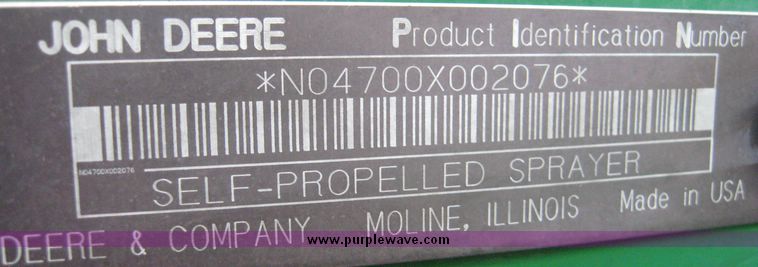 JOHN DEERE Product Identification Number
*N04700X002076*
N04700X002076
SELF-PROPELLED SPRAYER
DEERE & COMPANY MOLINE, ILLINOIS Made in USA
www.purplewave.com